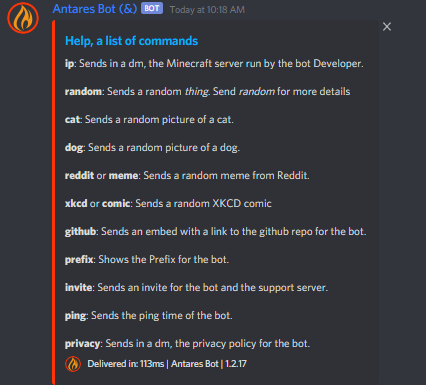 Antares Bot (&) BOT Today at 10:18 AM
Help, a list of commands
ip: Sends in a dm, the Minecraft server run by the bot Developer.
random: Sends a random thing. Send random for more details
cat: Sends a random picture of a cat.
dog: Sends a random picture of a dog.
reddit or meme: Sends a random meme from Reddit.
xkcd or comic: Sends a random XKCD comic
github: Sends an embed with a link to the github repo for the bot.
prefix: Shows the Prefix for the bot.
invite: Sends an invite for the bot and the support server.
ping: Sends the ping time of the bot.
privacy: Sends in a dm, the privacy policy for the bot.
Delivered in: 113ms | Antares Bot | 1.2.17